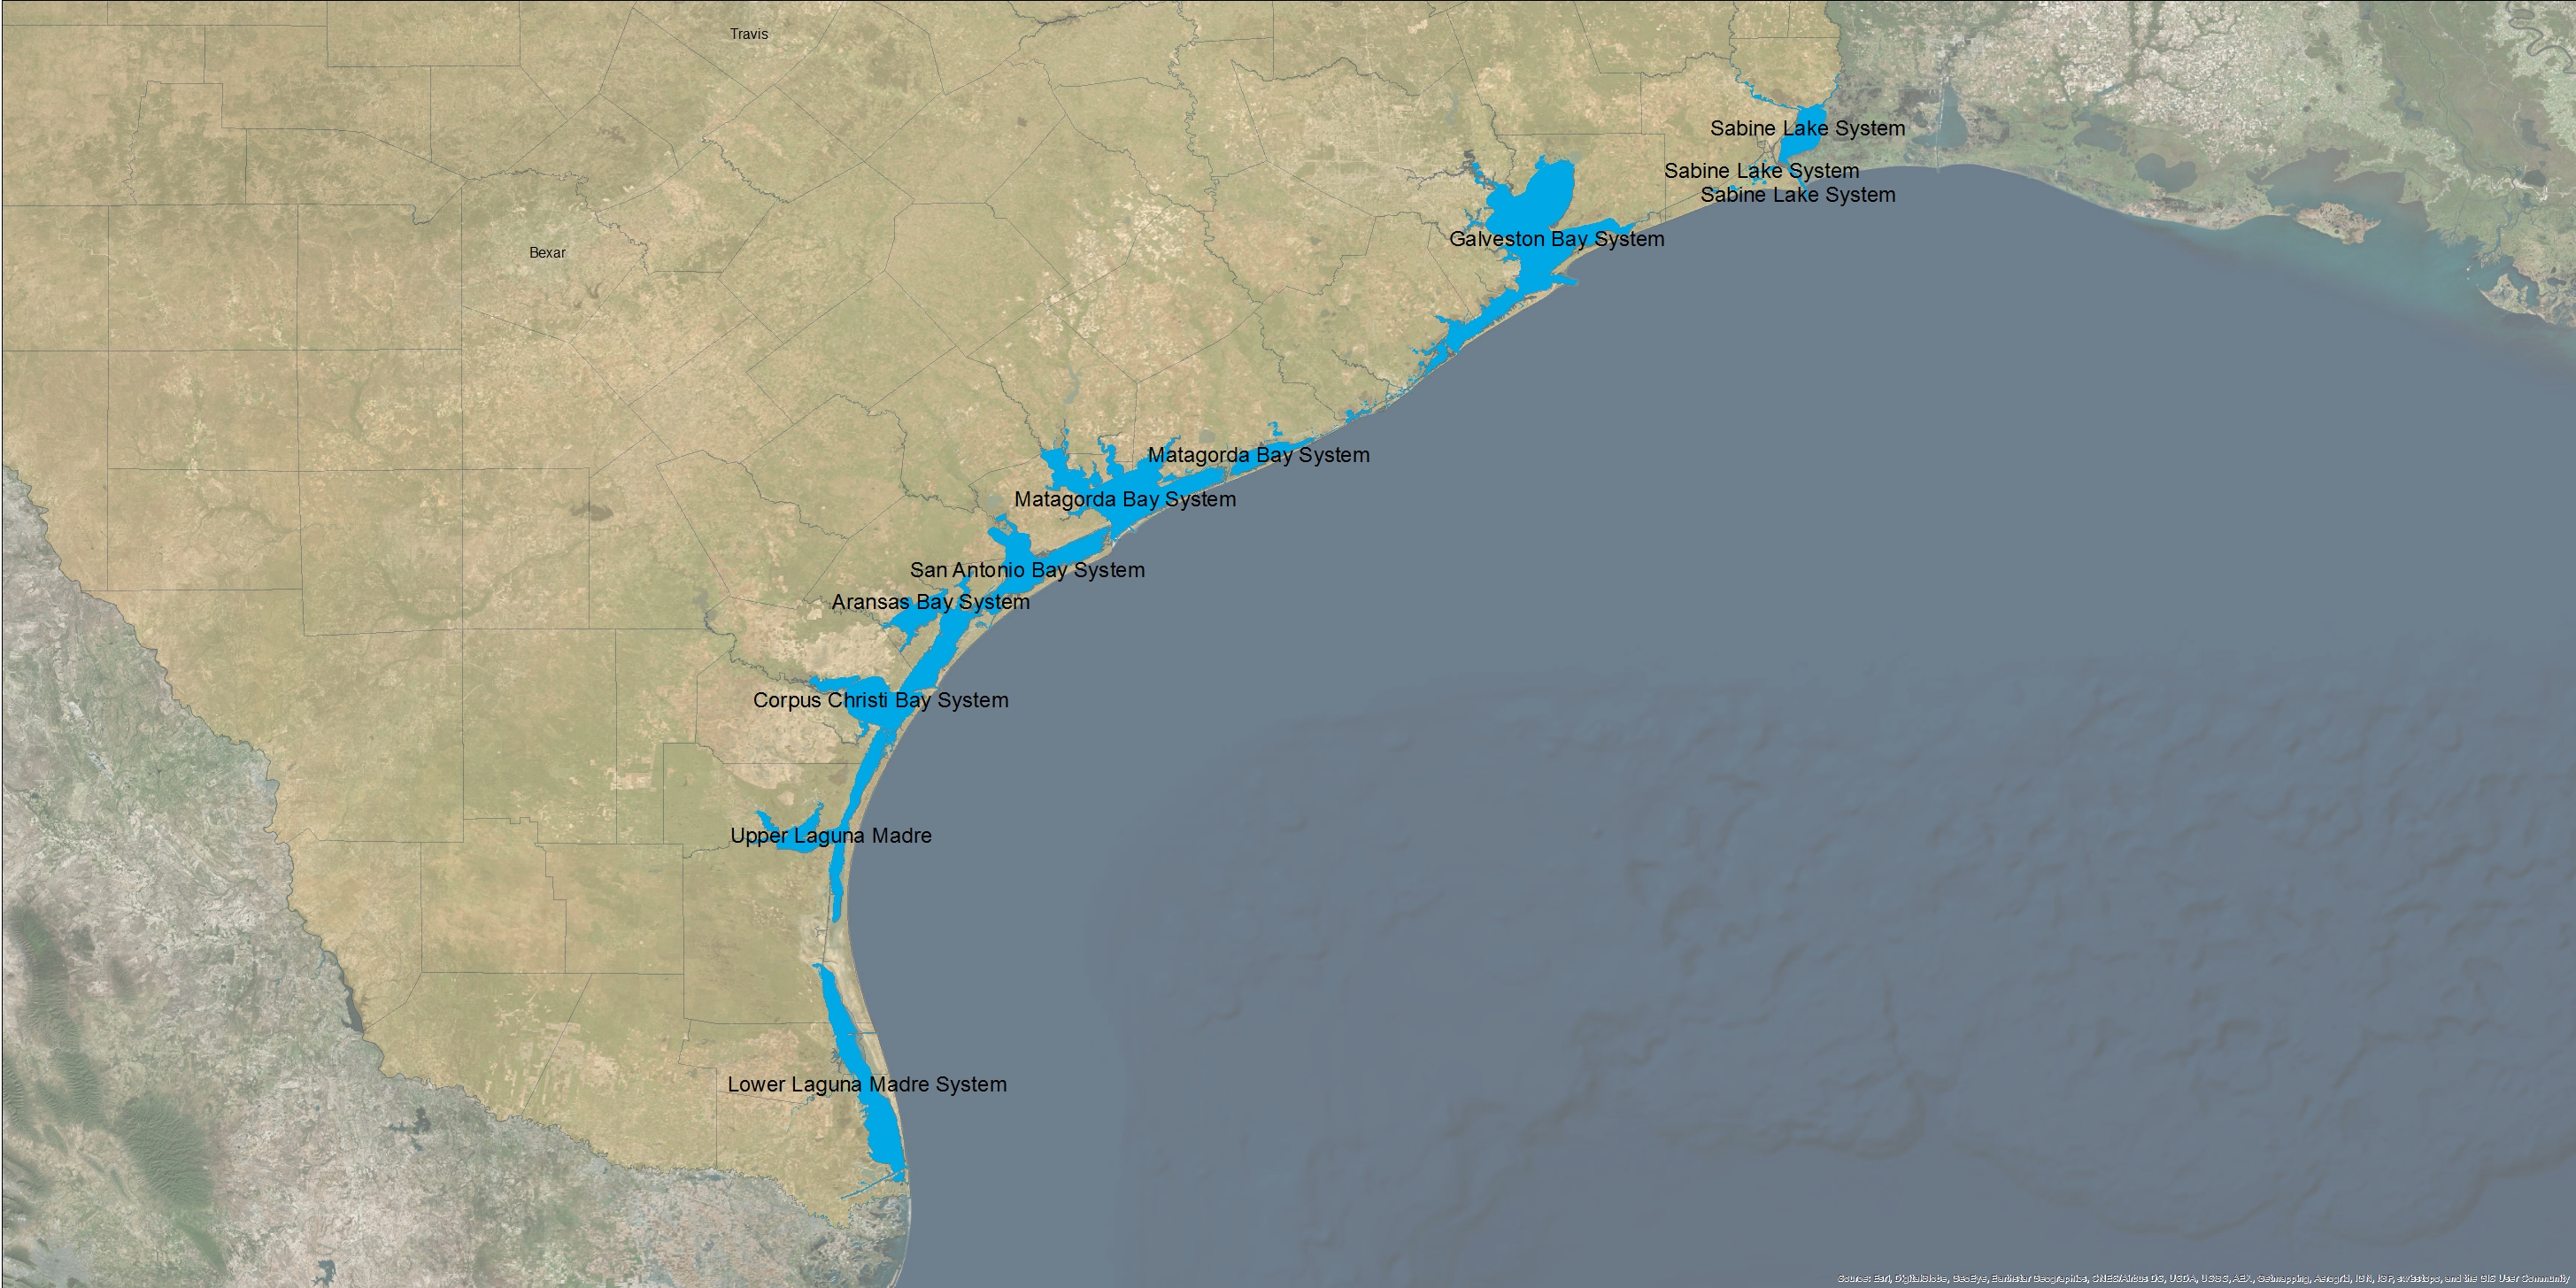 Travis
Sabine Lake System
Sabine Lake System
Sabine Lake System
Galveston Bay System
Bexar
Matagorda Bay System
Matagorda Bay System
San Antonio Bay System
Aransas Bay System
Corpus Christi Bay System
Upper Laguna Madre
Lower Laguna Madre System
Source: Esri, DigitalGlobe, GeoEye, Earthstar Geographics, CNES/Airbus DS, USDA, USGS, AEX, Getmapping, Aerogrid, IGN, IGP, swisstopo, and the GIS User Community